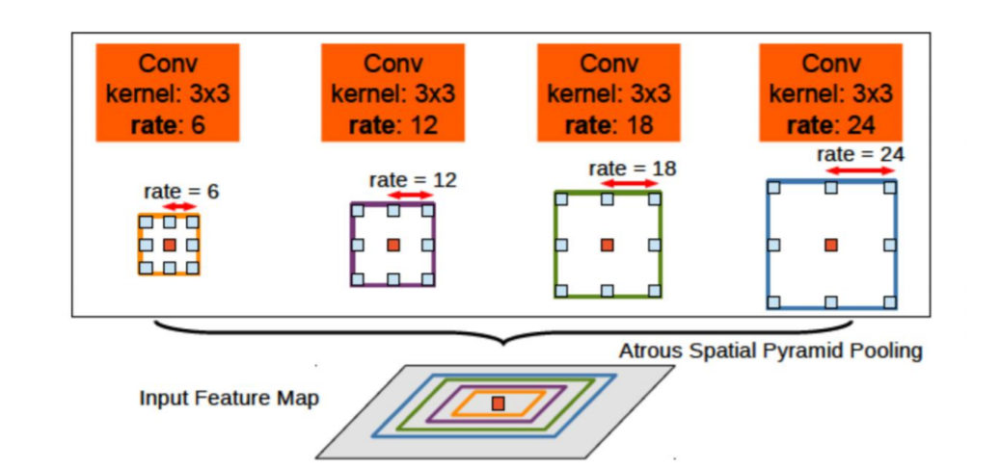 Conv
kernel: 3x3
rate: 6
Conv
kernel: 3x3
rate: 12
Conv
kernel: 3x3
rate: 18
Conv
kernel: 3x3
rate: 24
rate = 6
rate = 12
rate = 18
rate = 24
Atrous Spatial Pyramid Pooling
Input Feature Map